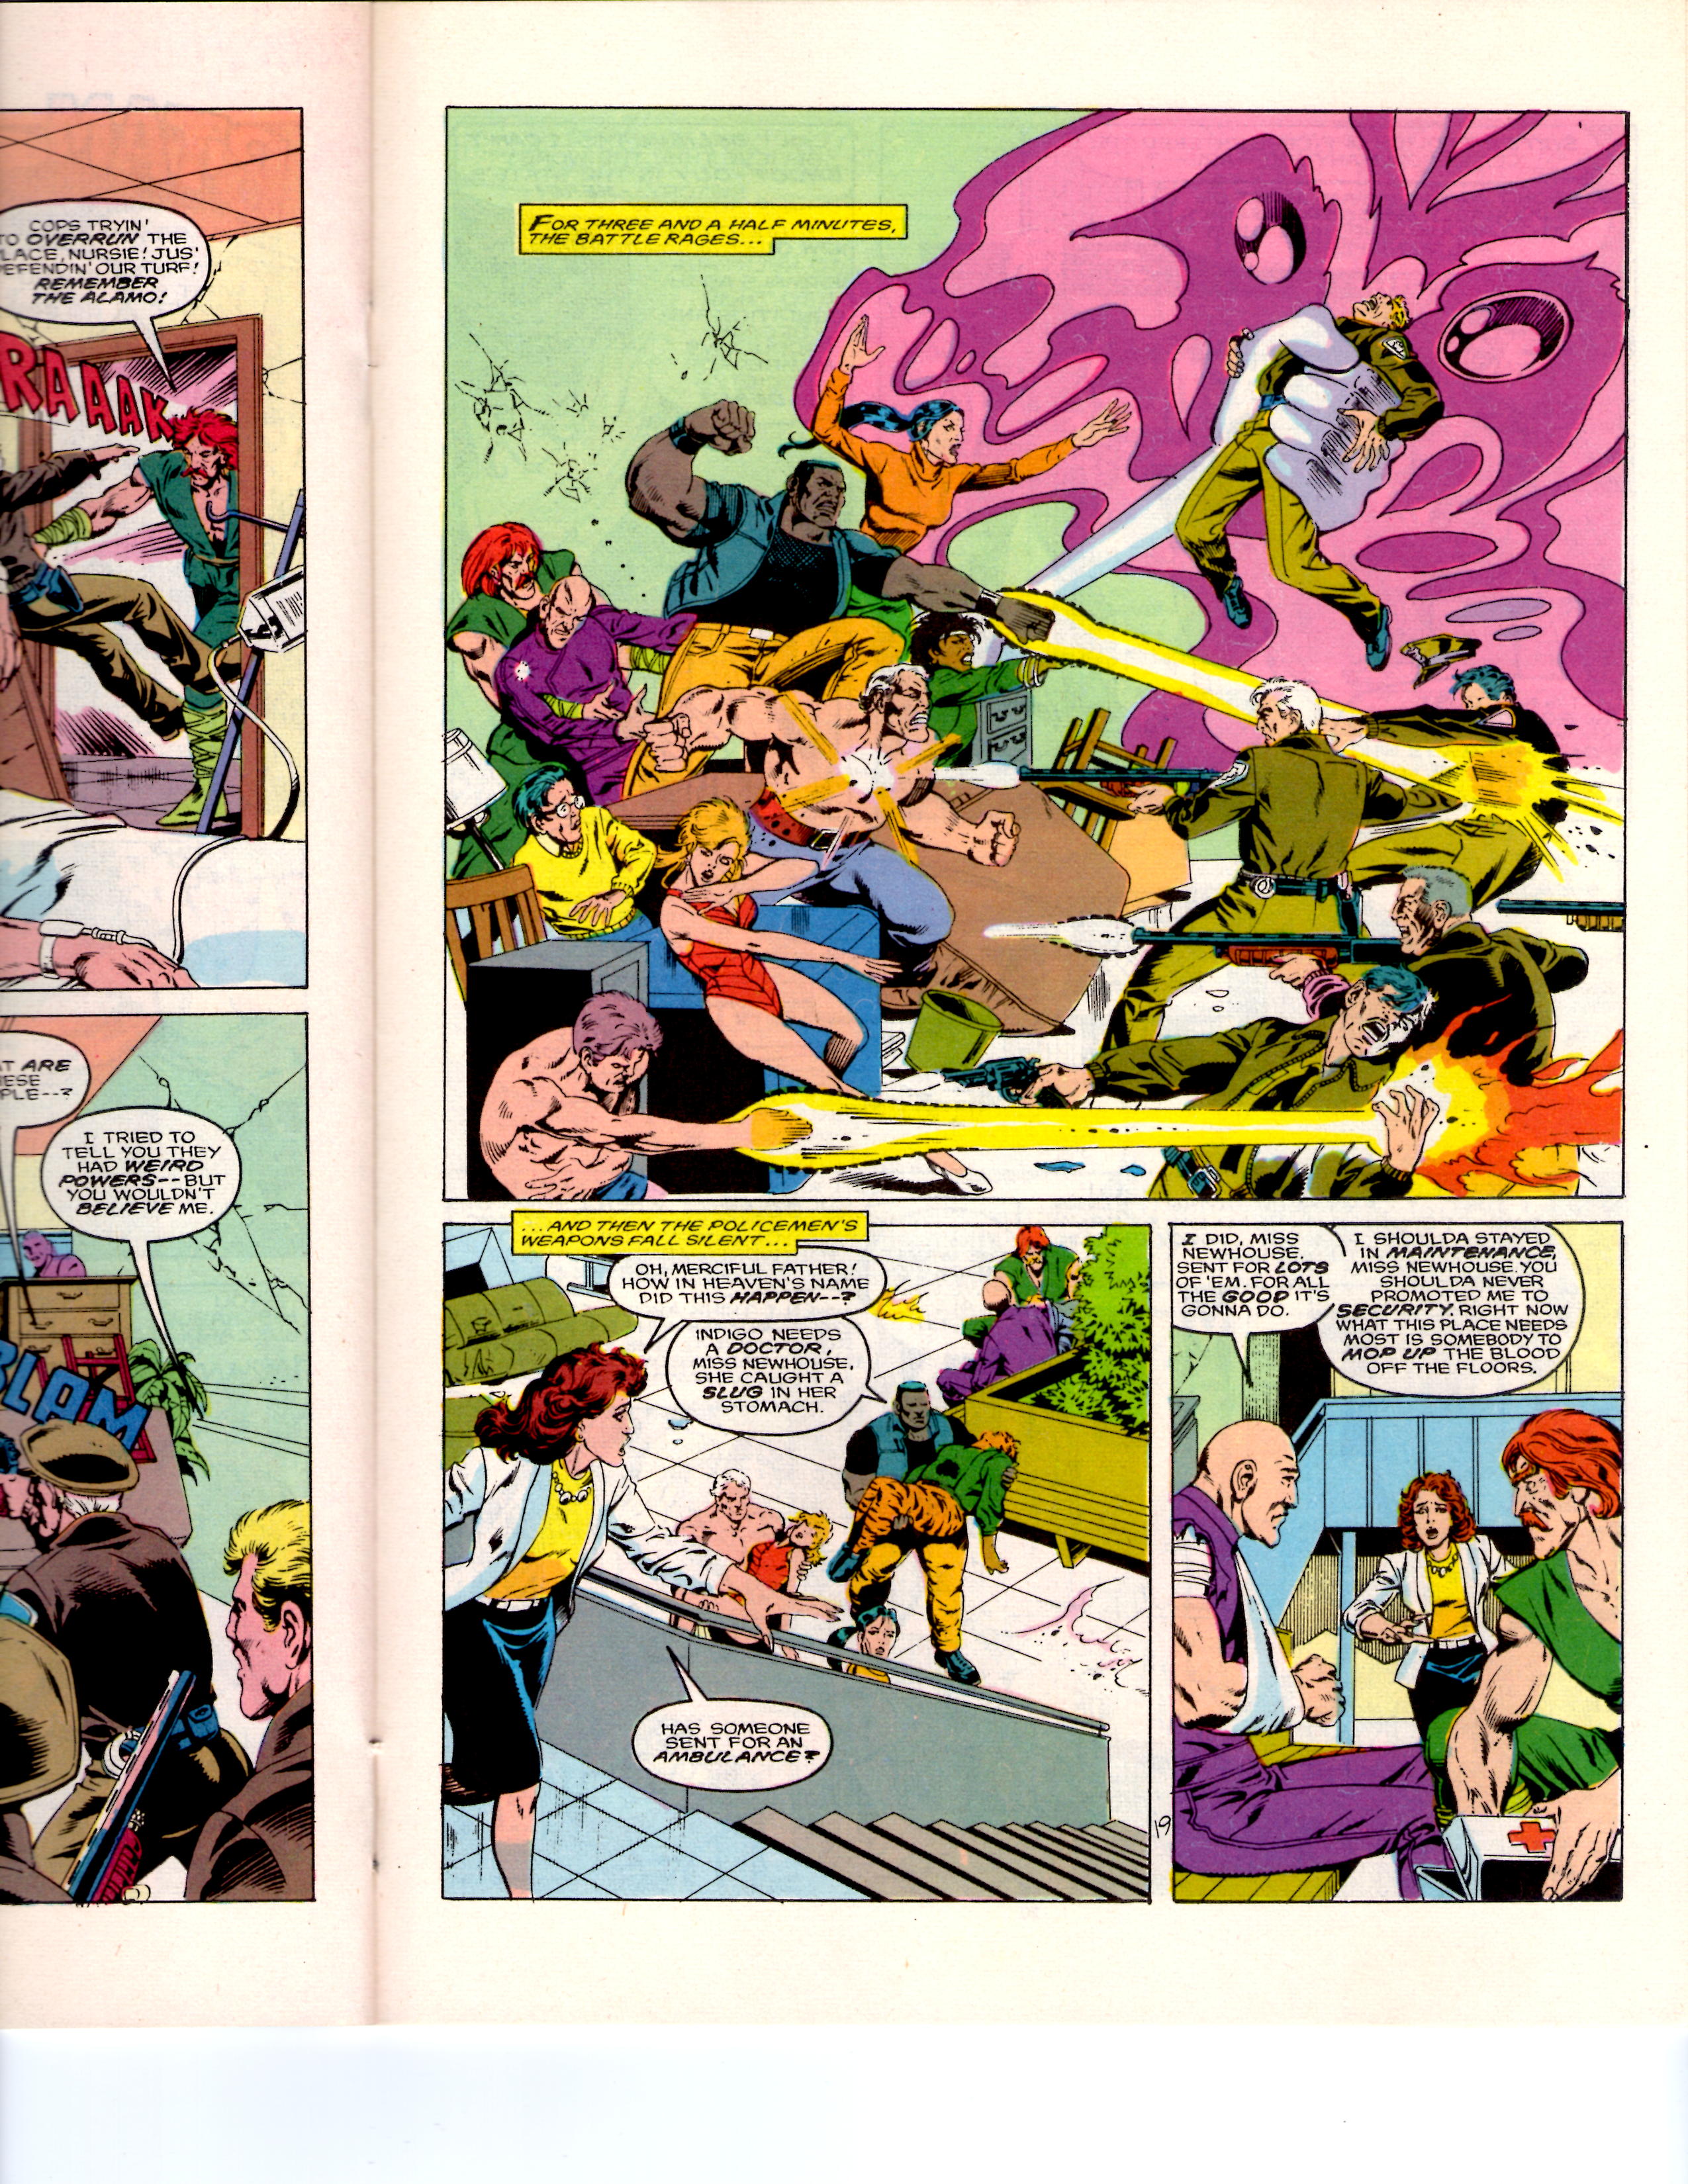 COPS TRYIN'
TO OVERRUN THE
LACE, NURSIE! JUS'
EFENDIN' OUR TURF!
REMEMBER
THE ALAMO!
RAAAK
T ARE
ESE
PLE--?
I TRIED TO
TELL YOU THEY
HAD WEIRD
POWERS--BUT
YOU WOULDN'T
BELIEVE ME.
BLAM
FOR THREE AND A HALF MINUTES,
THE BATTLE RAGES...
...AND THEN THE POLICEMEN'S
WEAPONS FALL SILENT...
OH, MERCIFUL FATHER!
HOW IN HEAVEN'S NAME
DID THIS HAPPEN--?
INDIGO NEEDS
A DOCTOR,
MISS NEWHOUSE.
SHE CAUGHT A
SLUG IN HER
STOMACH.
HAS SOMEONE
SENT FOR AN
AMBULANCE?
I DID, MISS
NEWHOUSE.
SENT FOR LOTS
OF 'EM. FOR ALL
THE GOOD IT'S
GONNA DO.
I SHOULDA STAYED
IN MAINTENANCE,
MISS NEWHOUSE. YOU
SHOULDA NEVER
PROMOTED ME TO
SECURITY. RIGHT NOW
WHAT THIS PLACE NEEDS
MOST IS SOMEBODY TO
MOP UP THE BLOOD
OFF THE FLOORS.
19